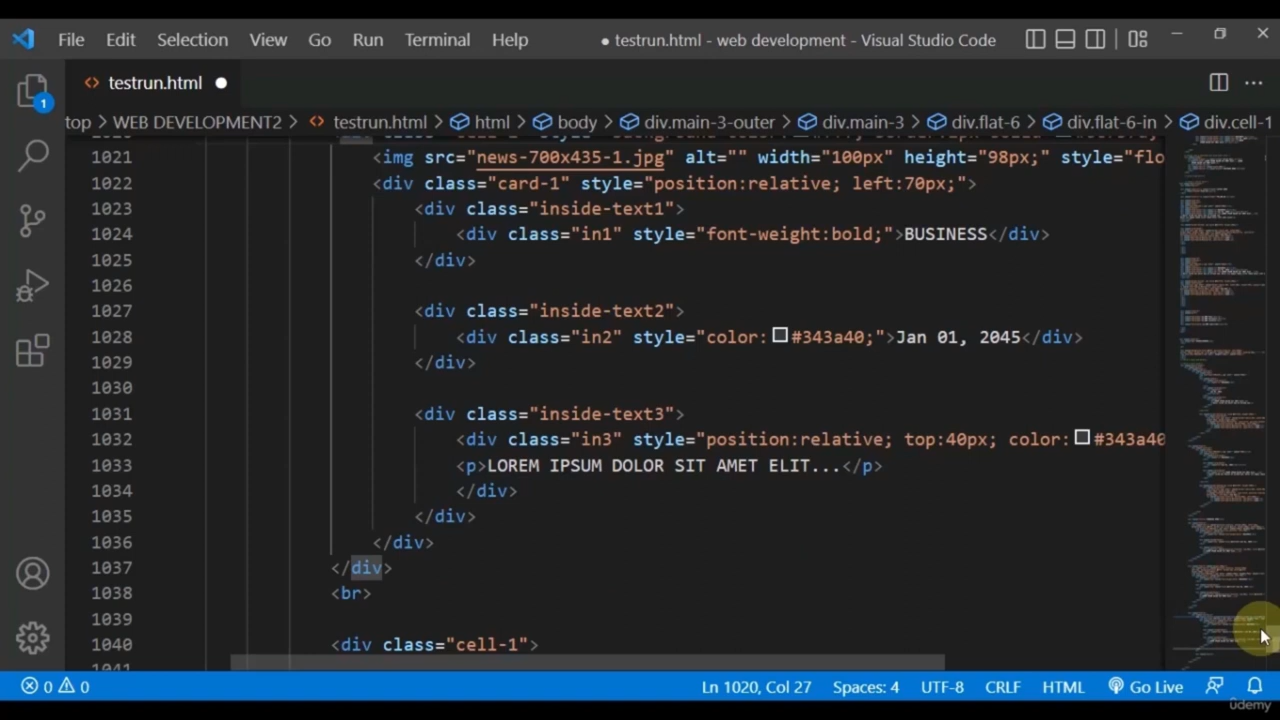 File Edit Selection View Go Run Terminal Help ● testrun.html - web development - Visual Studio Code
<> testrun.html ●
1
top > WEB DEVELOPMENT2 > <> testrun.html > html > body > div.main-3-outer > div.main-3 > div.flat-6 > div.flat-6-in > div.cell-1
1021 <img src="news-700x435-1.jpg" alt="" width="100px" height="98px;" style="flo
1022 <div class="card-1" style="position:relative; left:70px;">
1023 <div class="inside-text1">
1024 <div class="in1" style="font-weight:bold;">BUSINESS</div>
1025 </div>
1026
1027 <div class="inside-text2">
1028 <div class="in2" style="color:#343a40;">Jan 01, 2045</div>
1029 </div>
1030
1031 <div class="inside-text3">
1032 <div class="in3" style="position:relative; top:40px; color:#343a40
1033 <p>LOREM IPSUM DOLOR SIT AMET ELIT...</p>
1034 </div>
1035 </div>
1036 </div>
1037 </div>
1038 <br>
1039
1040 <div class="cell-1">
1041
0 0 Ln 1020, Col 27 Spaces: 4 UTF-8 CRLF HTML Go Live
udemy